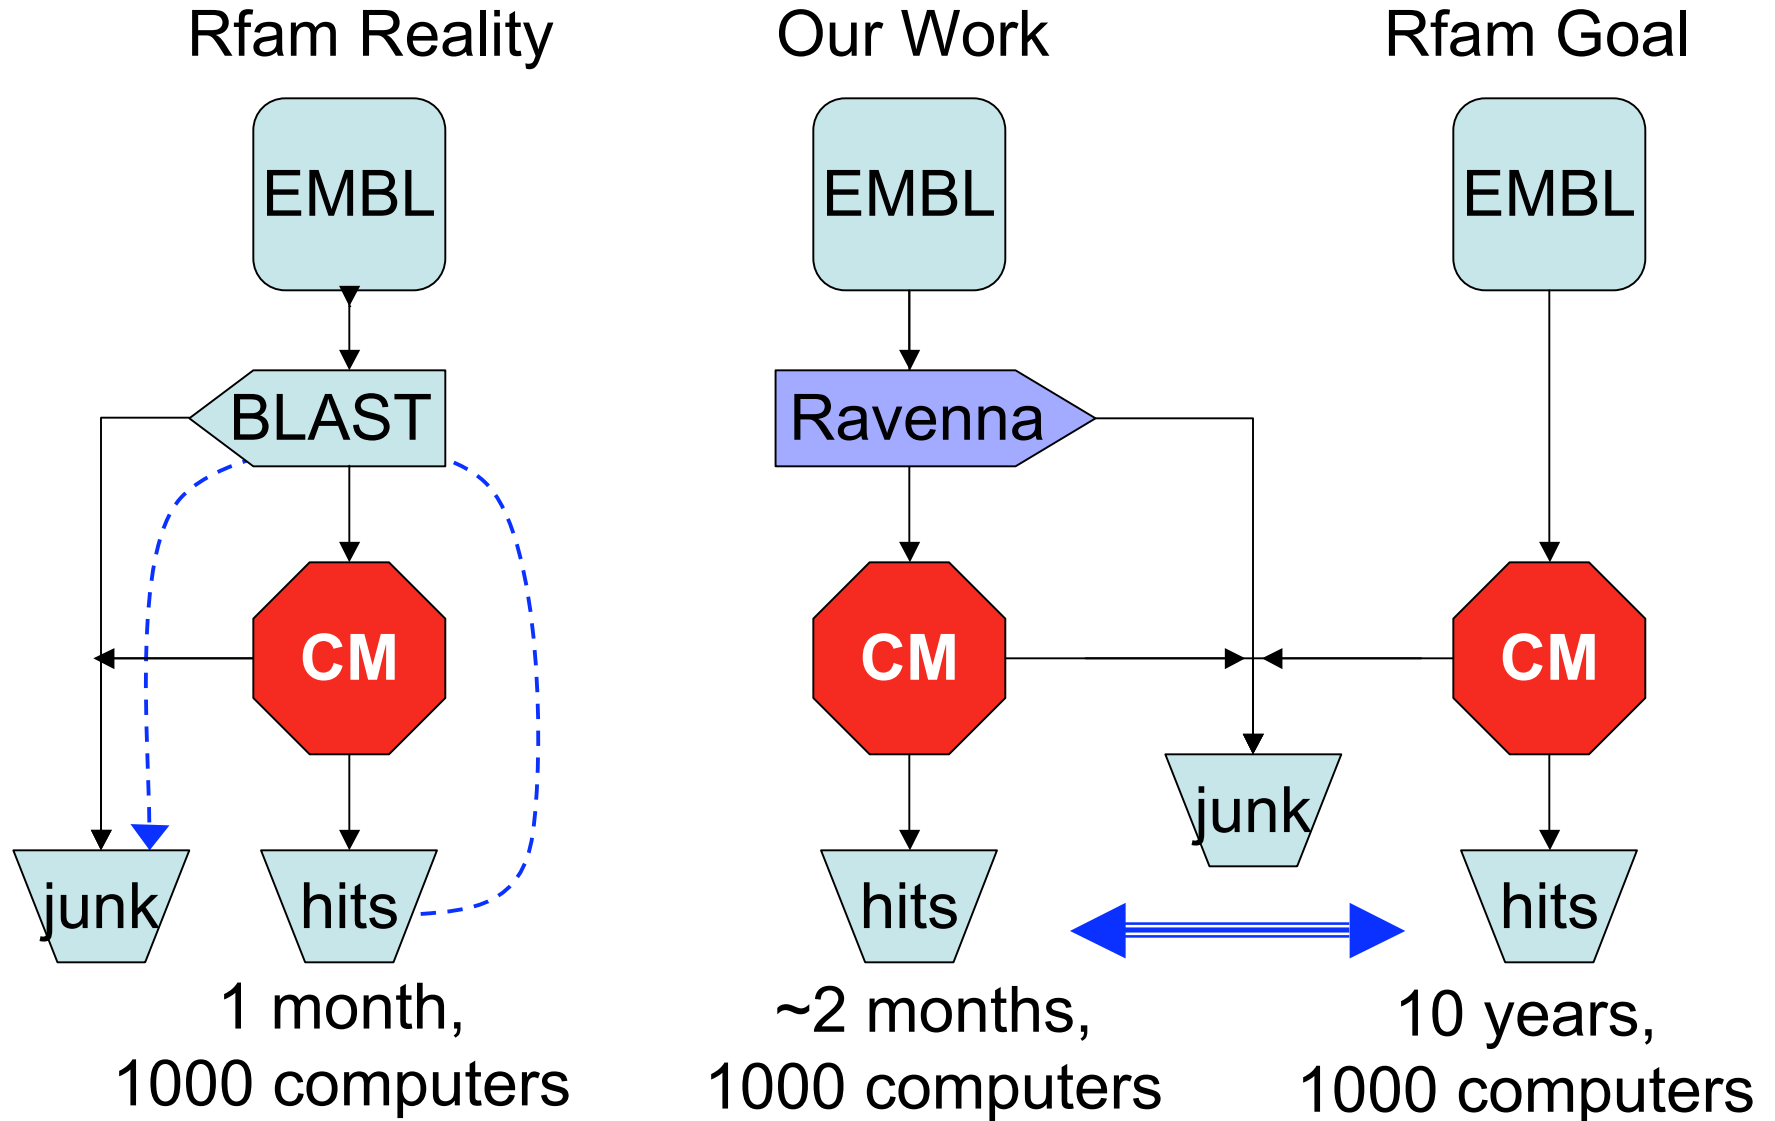 Rfam Reality
Our Work
Rfam Goal
EMBL
EMBL
EMBL
BLAST
Ravenna
CM
CM
CM
junk
junk
hits
hits
hits
1 month,
1000 computers
~2 months,
1000 computers
10 years,
1000 computers